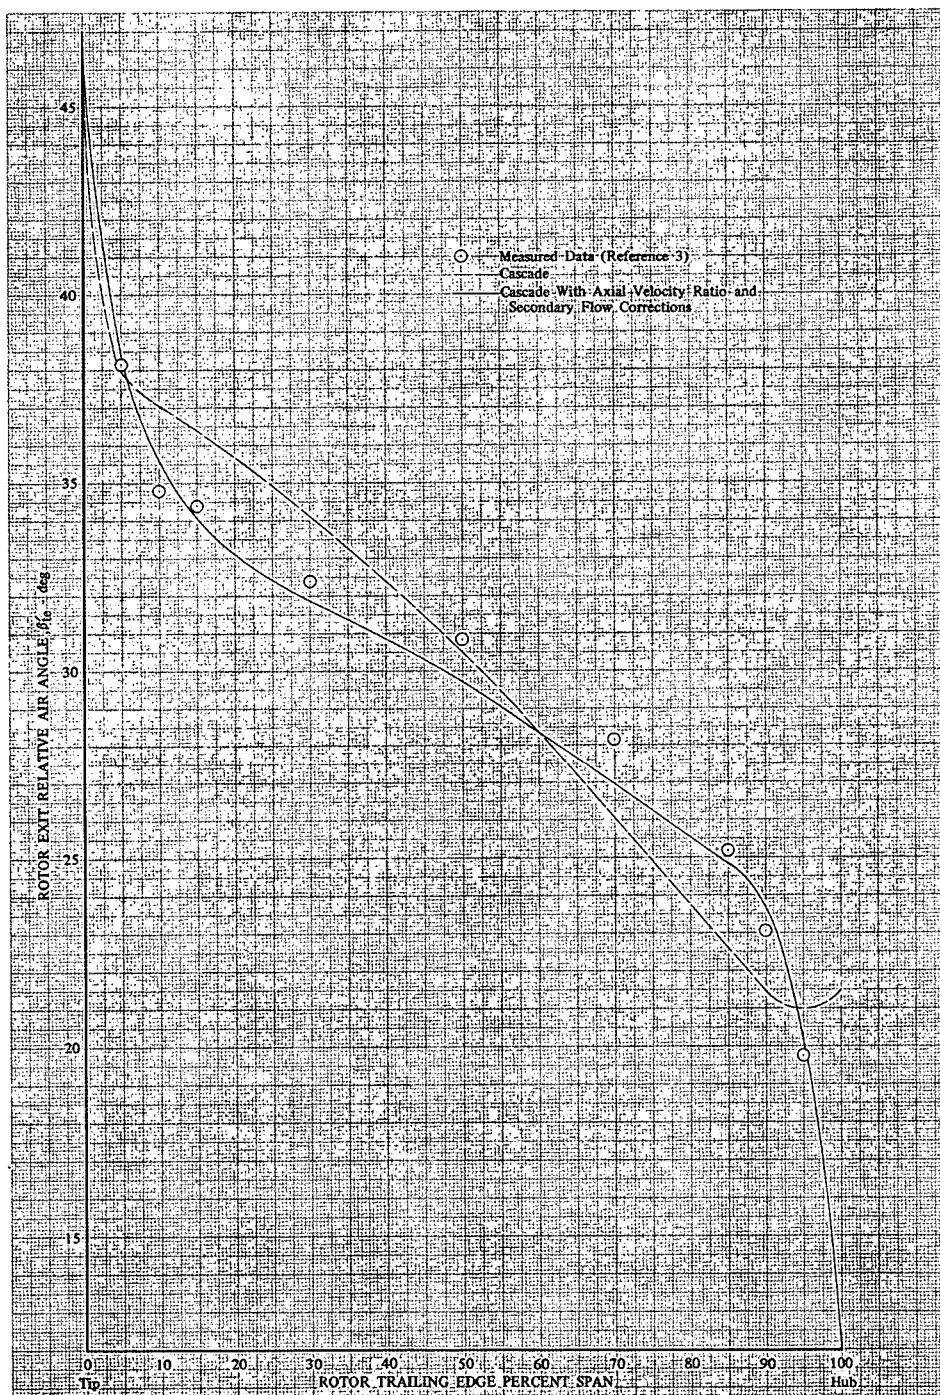 45
40
35
30
25
20
15
ROTOR EXIT RELATIVE AIR ANGLE, β'te - deg
Measured Data (Reference 3)
Cascade
Cascade With Axial Velocity Ratio and
Secondary Flow Corrections
0 10 20 30 40 50 60 70 80 90 100
Tip ROTOR TRAILING EDGE PERCENT SPAN Hub